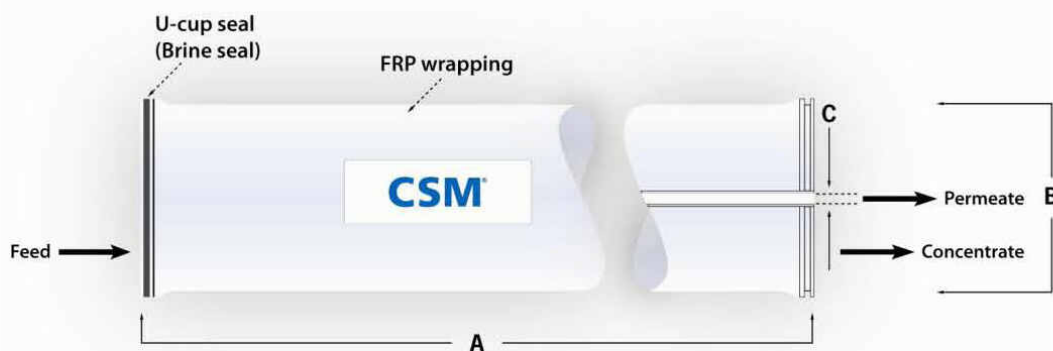 U-cup seal
(Brine seal)
FRP wrapping
C
CSM®
Permeate
B
Feed
Concentrate
A